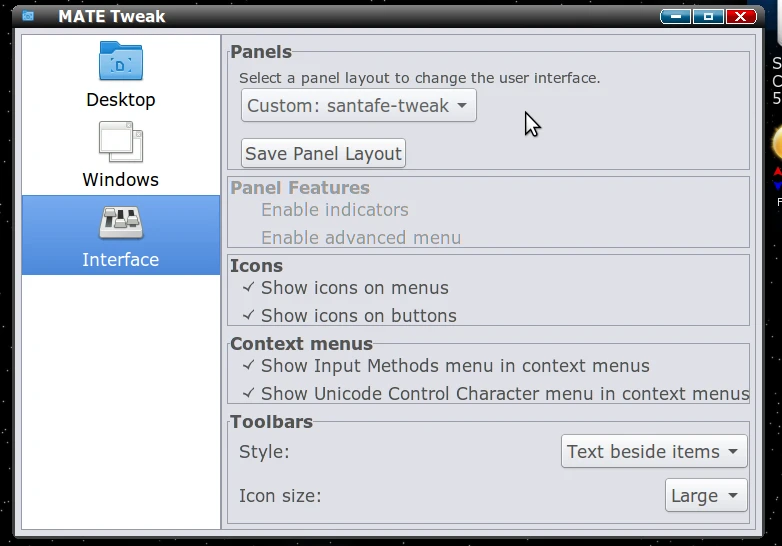 MATE Tweak
Desktop
Windows
Interface
Panels
Select a panel layout to change the user interface.
Custom: santafe-tweak
Save Panel Layout
Panel Features
Enable indicators
Enable advanced menu
Icons
Show icons on menus
Show icons on buttons
Context menus
Show Input Methods menu in context menus
Show Unicode Control Character menu in context menus
Toolbars
Style:
Text beside items
Icon size:
Large
S
C
5
F